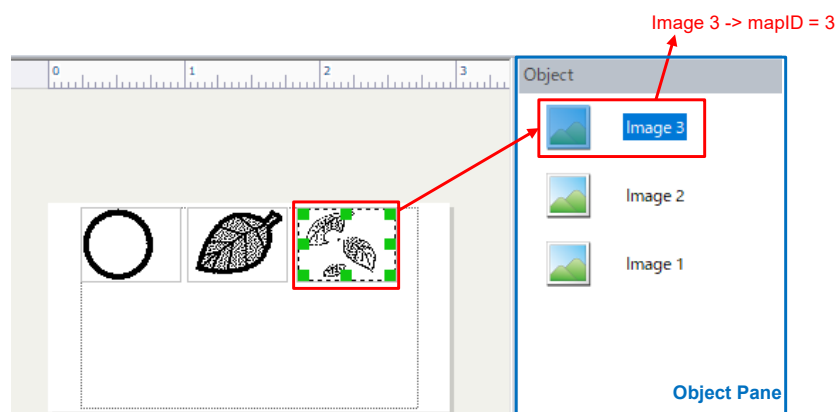 Image 3 -> mapID = 3
0 1 2 3
Object
Image 3
Image 2
Image 1
Object Pane